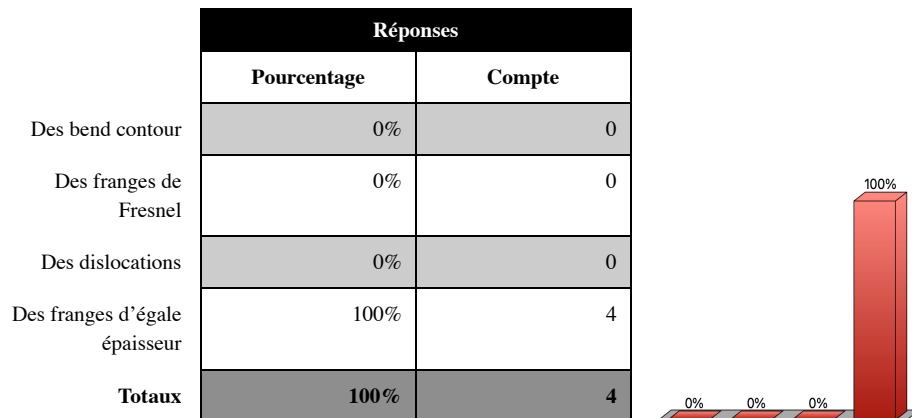 Réponses
Pourcentage Compte
Des bend contour 0% 0
Des franges de 0% 0
Fresnel
Des dislocations 0% 0
Des franges d’égale 100% 4
épaisseur
Totaux 100% 4
0% 0% 0% 100%